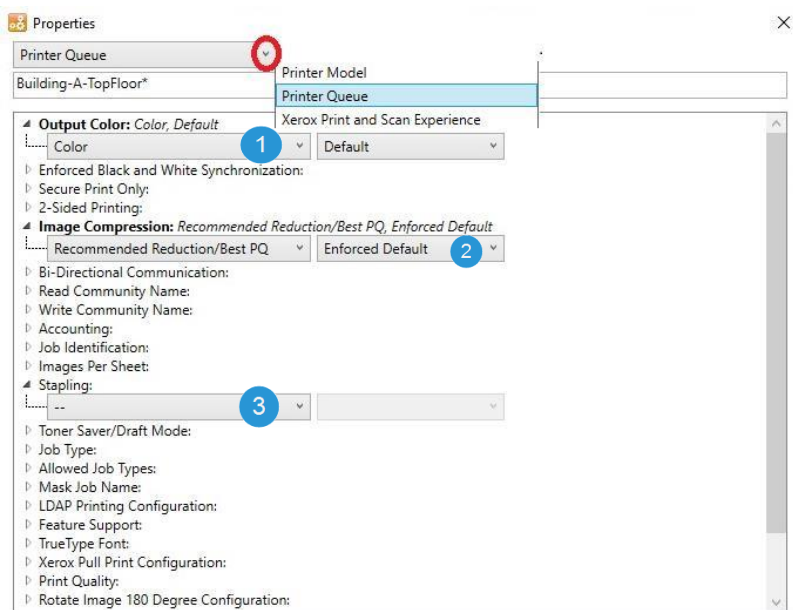 Properties
Printer Queue
Printer Model
Building-A-TopFloor*
Printer Queue
Xerox Print and Scan Experience
Output Color: Color, Default
Color 1 Default
Enforced Black and White Synchronization:
Secure Print Only:
2-Sided Printing:
Image Compression: Recommended Reduction/Best PQ, Enforced Default
Recommended Reduction/Best PQ Enforced Default 2
Bi-Directional Communication:
Read Community Name:
Write Community Name:
Accounting:
Job Identification:
Images Per Sheet:
Stapling:
-- 3
Toner Saver/Draft Mode:
Job Type:
Allowed Job Types:
Mask Job Name:
LDAP Printing Configuration:
Feature Support:
TrueType Font:
Xerox Pull Print Configuration:
Print Quality:
Rotate Image 180 Degree Configuration: